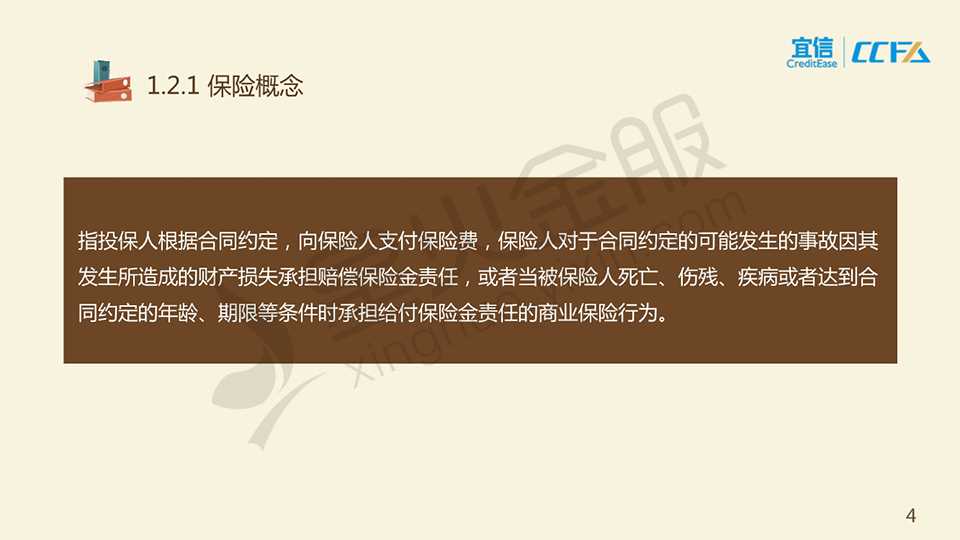 宜信 CreditEase CCFA
1.2.1 保险概念
指投保人根据合同约定，向保险人支付保险费，保险人对于合同约定的可能发生的事故因其
发生所造成的财产损失承担赔偿保险金责任，或者当被保险人死亡、伤残、疾病或者达到合
同约定的年龄、期限等条件时承担给付保险金责任的商业保险行为。
金服
4